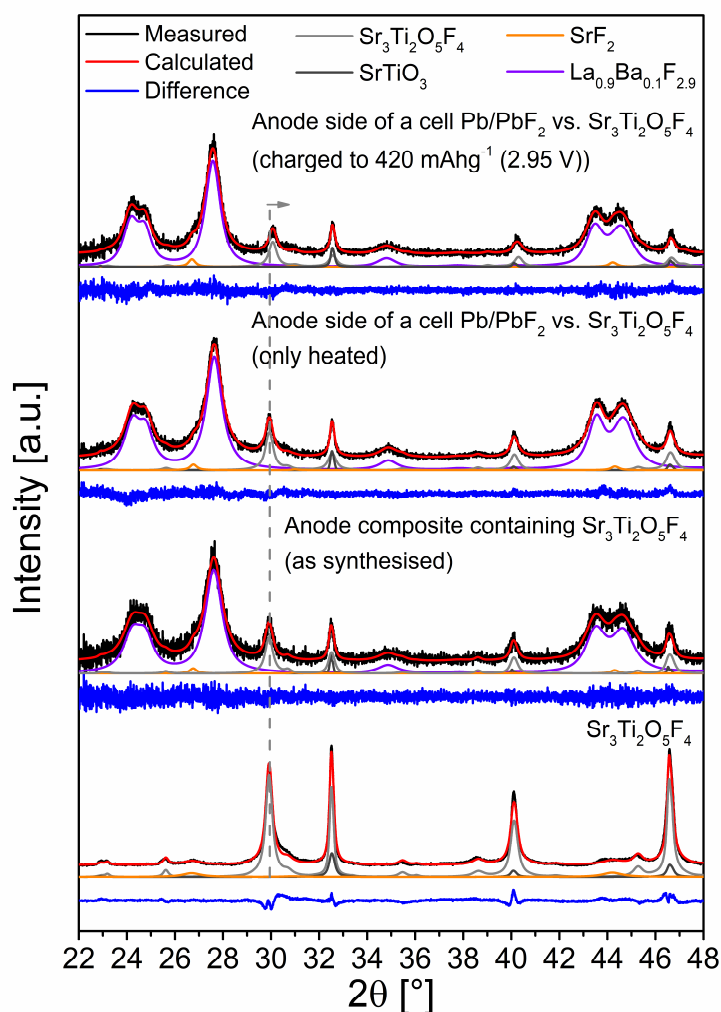 Measured
Calculated
Difference
Sr3Ti2O5F4
SrTiO3
SrF2
La0.9Ba0.1F2.9
Anode side of a cell Pb/PbF2 vs. Sr3Ti2O5F4
(charged to 420 mAhg-1 (2.95 V))
Anode side of a cell Pb/PbF2 vs. Sr3Ti2O5F4
(only heated)
Anode composite containing Sr3Ti2O5F4
(as synthesised)
Sr3Ti2O5F4
Intensity [a.u.]
22 24 26 28 30 32 34 36 38 40 42 44 46 48
2θ [°]